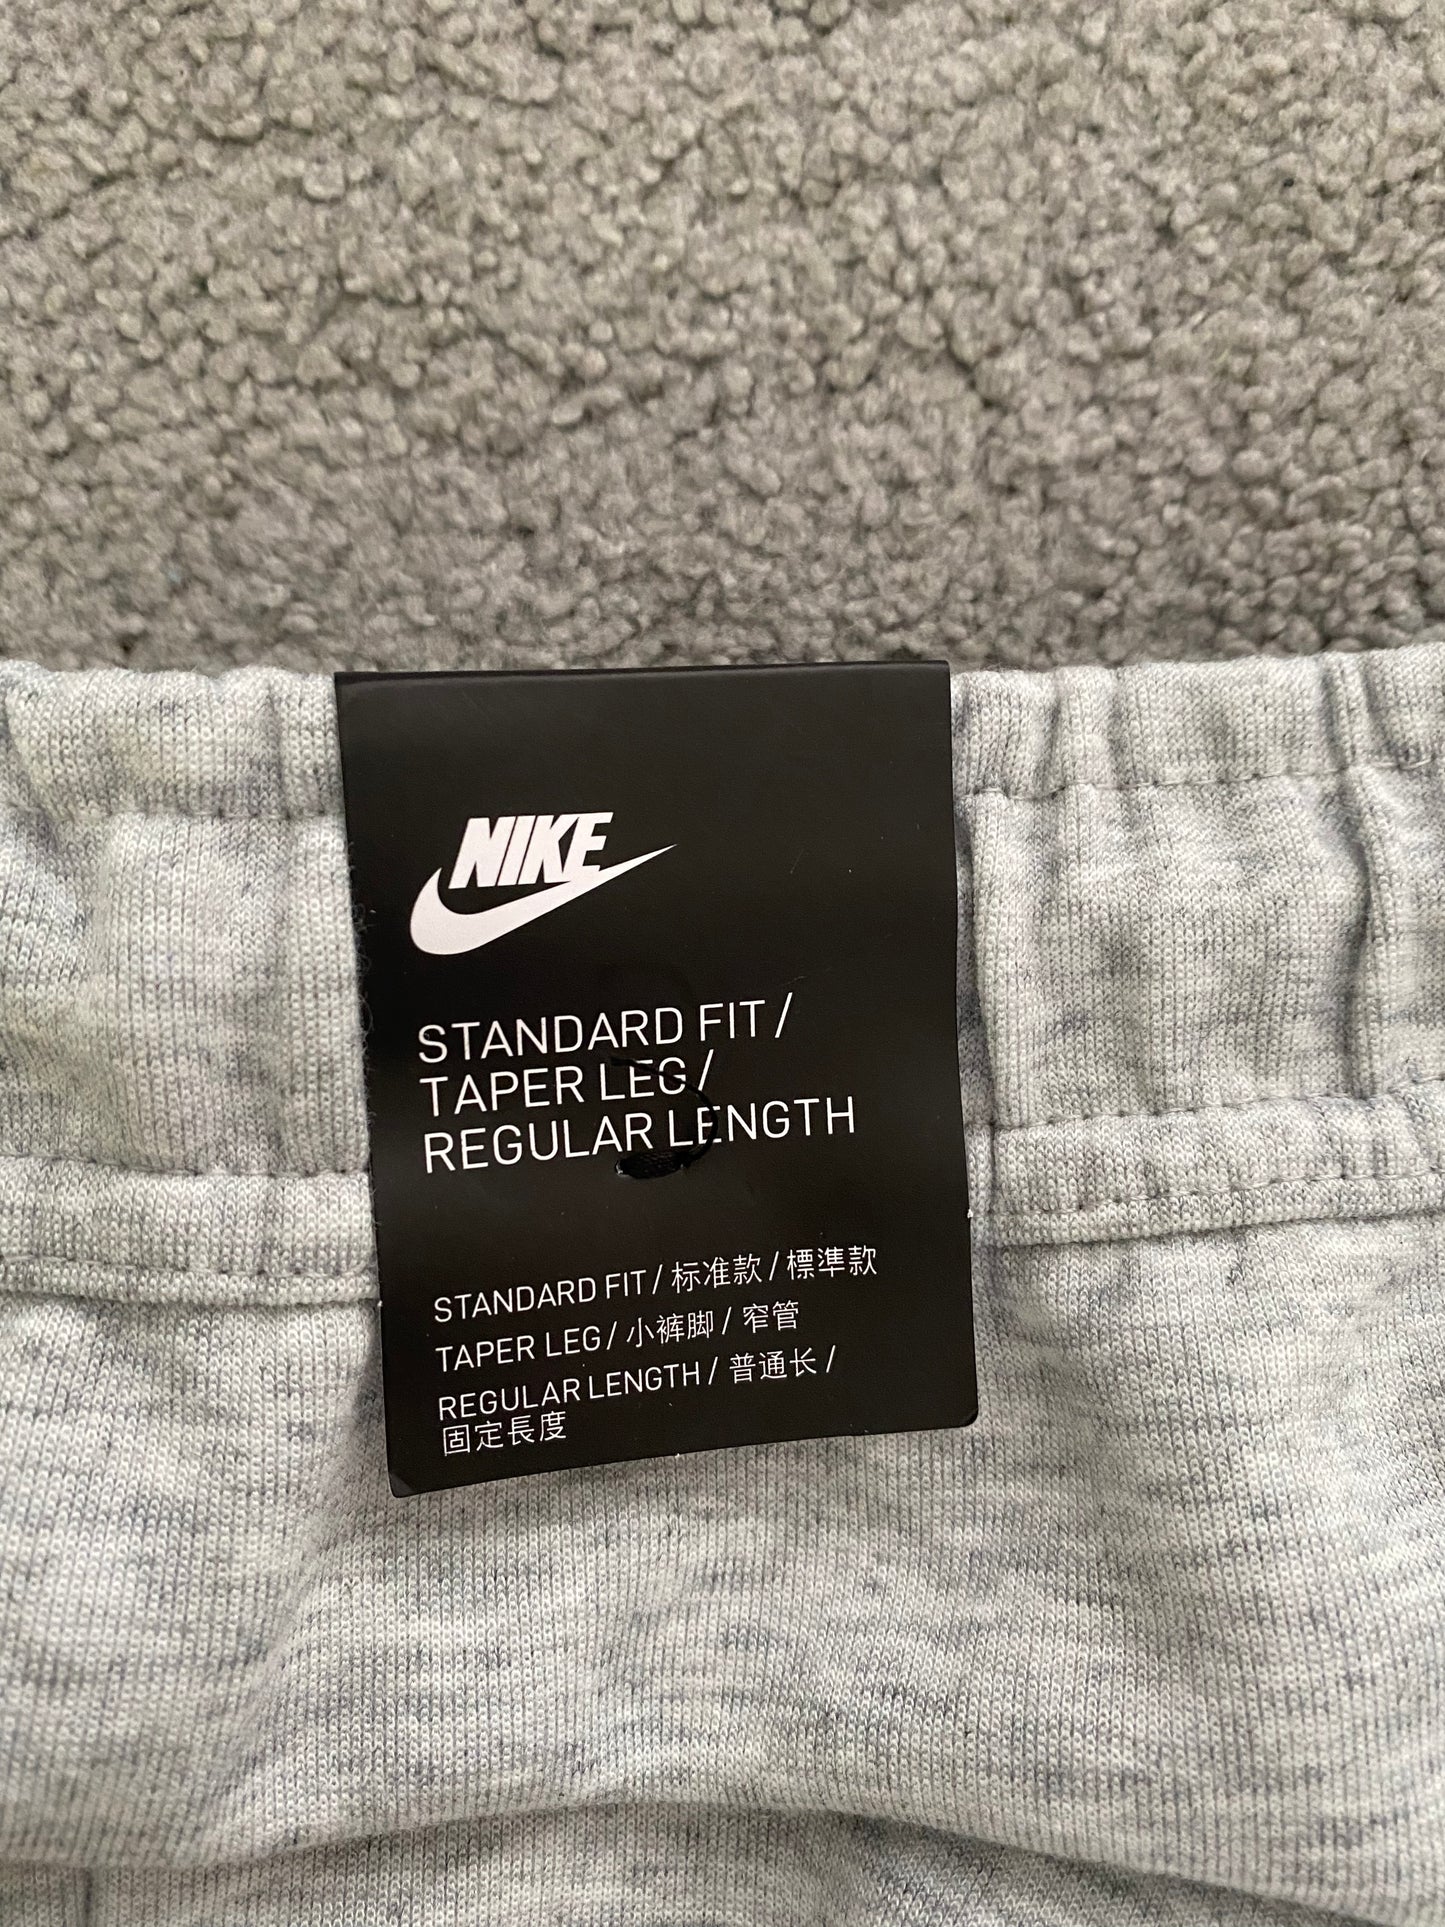 NIKE
STANDARD FIT /
TAPER LEG /
REGULAR LENGTH
STANDARD FIT / 标准款 / 標準款
TAPER LEG / 小裤脚 / 窄管
REGULAR LENGTH / 普通长 /
固定長度